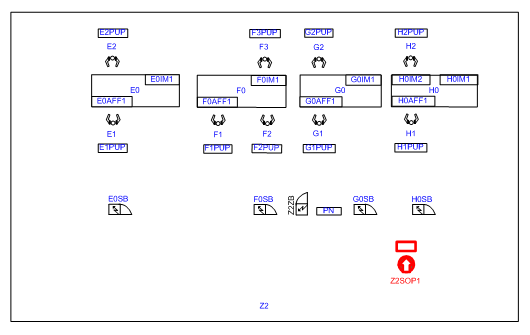 E2PUP F3PUP G2PUP H2PUP
E2 F3 G2 H2
E0IM1 F0IM1 G0IM1 H0IM2 H0IM1
E0 F0 G0 H0
E0AFF1 F0AFF1 G0AFF1 H0AFF1
E1 F1 F2 G1 H1
E1PUP F1PUP F2PUP G1PUP H1PUP
E0SB F0SB Z2ZB G0SB H0SB
PN
Z2SOP1
Z2